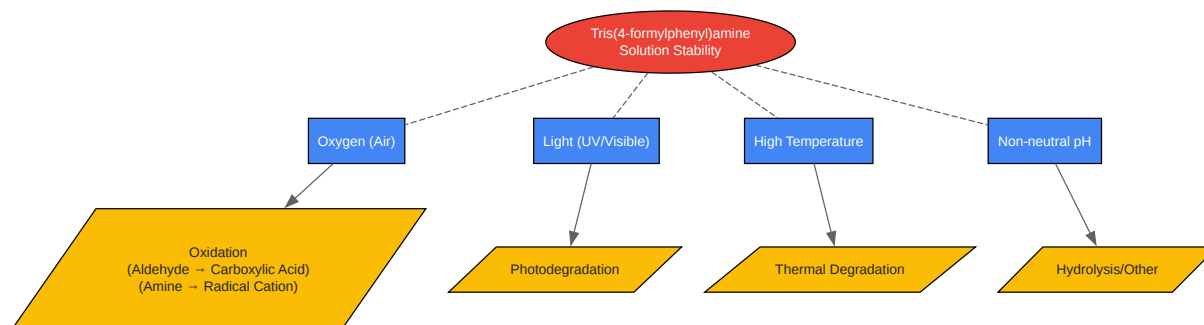 Tris(4-formylphenyl)amine
Solution Stability
Oxygen (Air)
Light (UV/Visible)
High Temperature
Non-neutral pH
Oxidation
(Aldehyde → Carboxylic Acid)
(Amine → Radical Cation)
Photodegradation
Thermal Degradation
Hydrolysis/Other